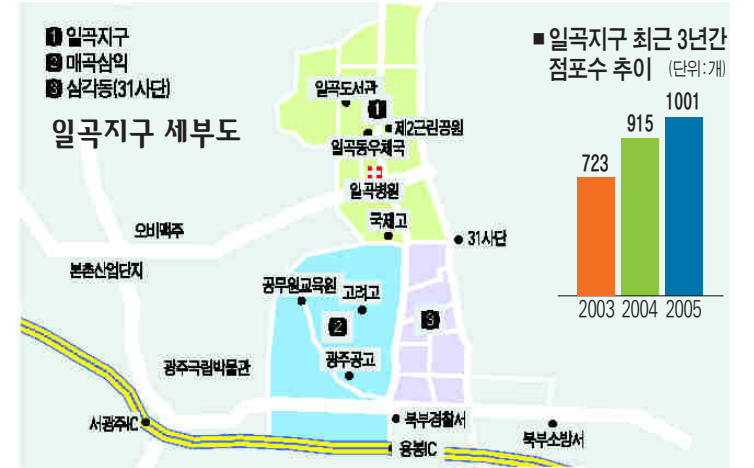 1 일곡지구
2 매곡삼익
3 삼각동(31사단)
일곡지구 세부도
■ 일곡지구 최근 3년간
점포수 추이 (단위:개)
723
915
1001
2003 2004 2005
일곡도서관
1
제2근린공원
일곡동우체국
일곡병원
국제고
31사단
오비맥주
본촌산업단지
공무원교육원
고려고
2
3
광주공고
광주국립박물관
서광주IC
북부경찰서
북부소방서
용봉IC